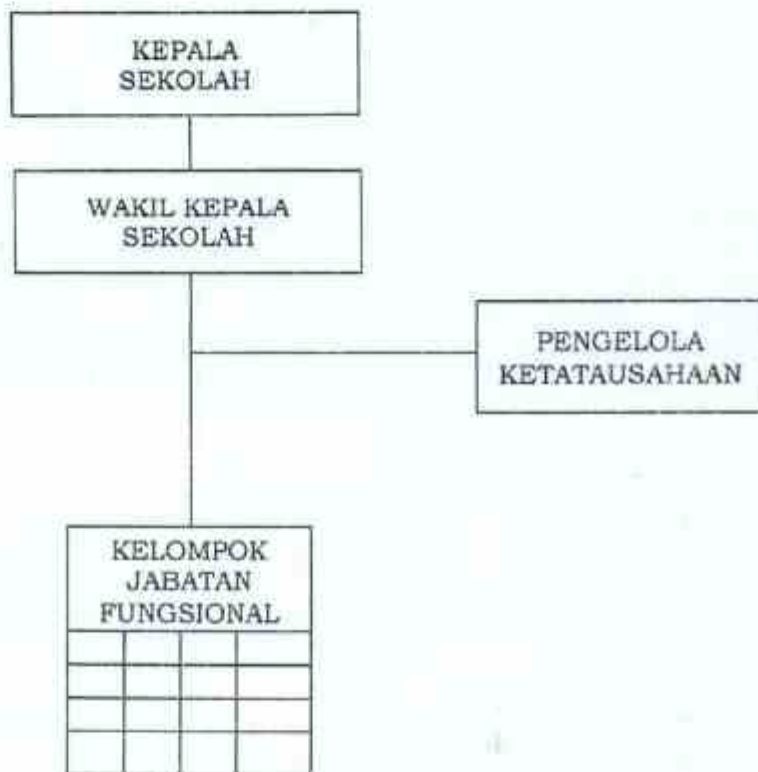 KEPALA
SEKOLAH
WAKIL KEPALA
SEKOLAH
PENGELOLA
KETATAUSAHAAN
KELOMPOK
JABATAN
FUNGSIONAL